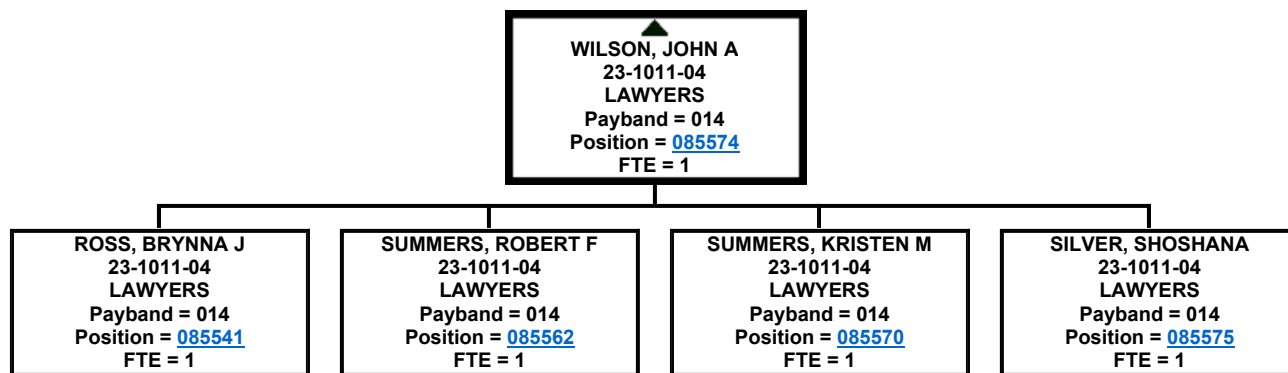 WILSON, JOHN A
23-1011-04
LAWYERS
Payband = 014
Position = 085574
FTE = 1
ROSS, BRYNNA J
23-1011-04
LAWYERS
Payband = 014
Position = 085541
FTE = 1
SUMMERS, ROBERT F
23-1011-04
LAWYERS
Payband = 014
Position = 085562
FTE = 1
SUMMERS, KRISTEN M
23-1011-04
LAWYERS
Payband = 014
Position = 085570
FTE = 1
SILVER, SHOSHANA
23-1011-04
LAWYERS
Payband = 014
Position = 085575
FTE = 1